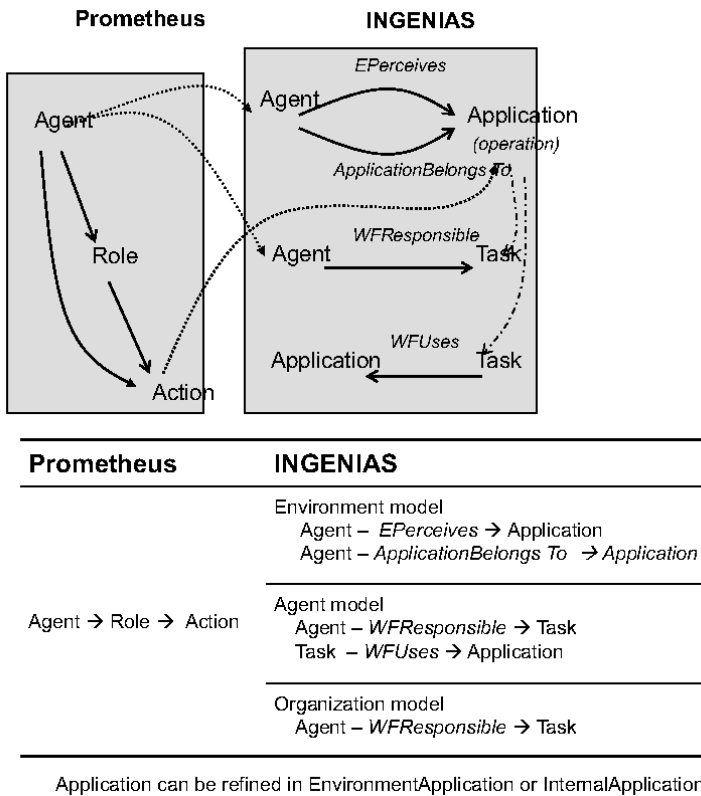 Prometheus INGENIAS
EPerceives
Agent
Application
Agent
(operation)
ApplicationBelongs To
WFResponsible
Role
Agent
Task
WFUses
Application
Task
Action
Prometheus INGENIAS
Environment model
Agent – EPerceives → Application
Agent – ApplicationBelongs To → Application
Agent → Role → Action
Agent model
Agent – WFResponsible → Task
Task – WFUses → Application
Organization model
Agent – WFResponsible → Task
Application can be refined in EnvironmentApplication or InternalApplication